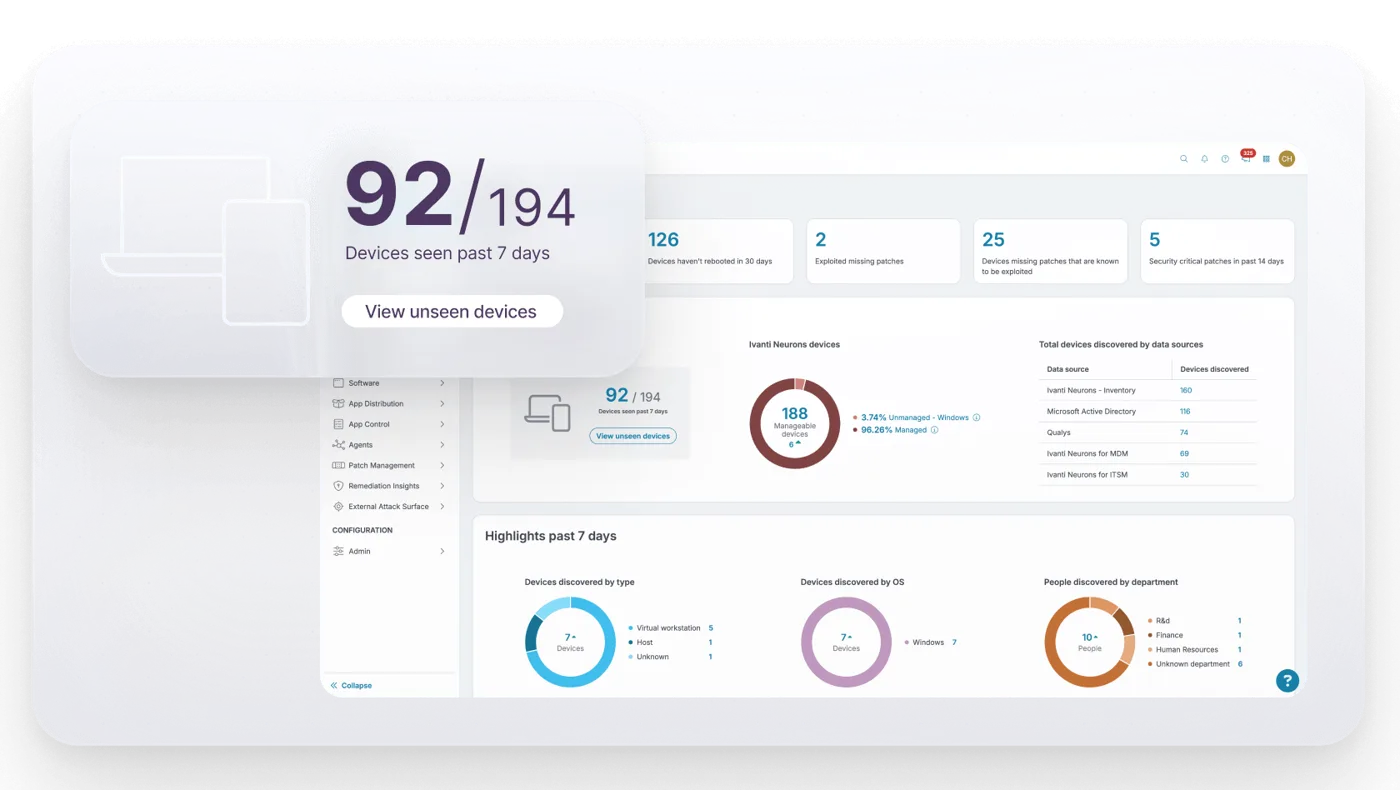 92/194
Devices seen past 7 days
View unseen devices
325
CH
126
Devices haven't rebooted in 30 days
2
Exploited missing patches
25
Devices missing patches that are known
to be exploited
5
Security critical patches in past 14 days
Software
App Distribution
App Control
Agents
Patch Management
Remediation Insights
External Attack Surface
CONFIGURATION
Admin
Collapse
92 / 194
Devices seen past 7 days
View unseen devices
Ivanti Neurons devices
188
Manageable
devices
6
3.74% Unmanaged - Windows
96.26% Managed
Total devices discovered by data sources
Data source Devices discovered
Ivanti Neurons - Inventory 160
Microsoft Active Directory 116
Qualys 74
Ivanti Neurons for MDM 69
Ivanti Neurons for ITSM 30
Highlights past 7 days
Devices discovered by type
7
Devices
Virtual workstation 5
Host 1
Unknown 1
Devices discovered by OS
7
Devices
Windows 7
People discovered by department
10
People
R&d 1
Finance 1
Human Resources 1
Unknown department 6
?